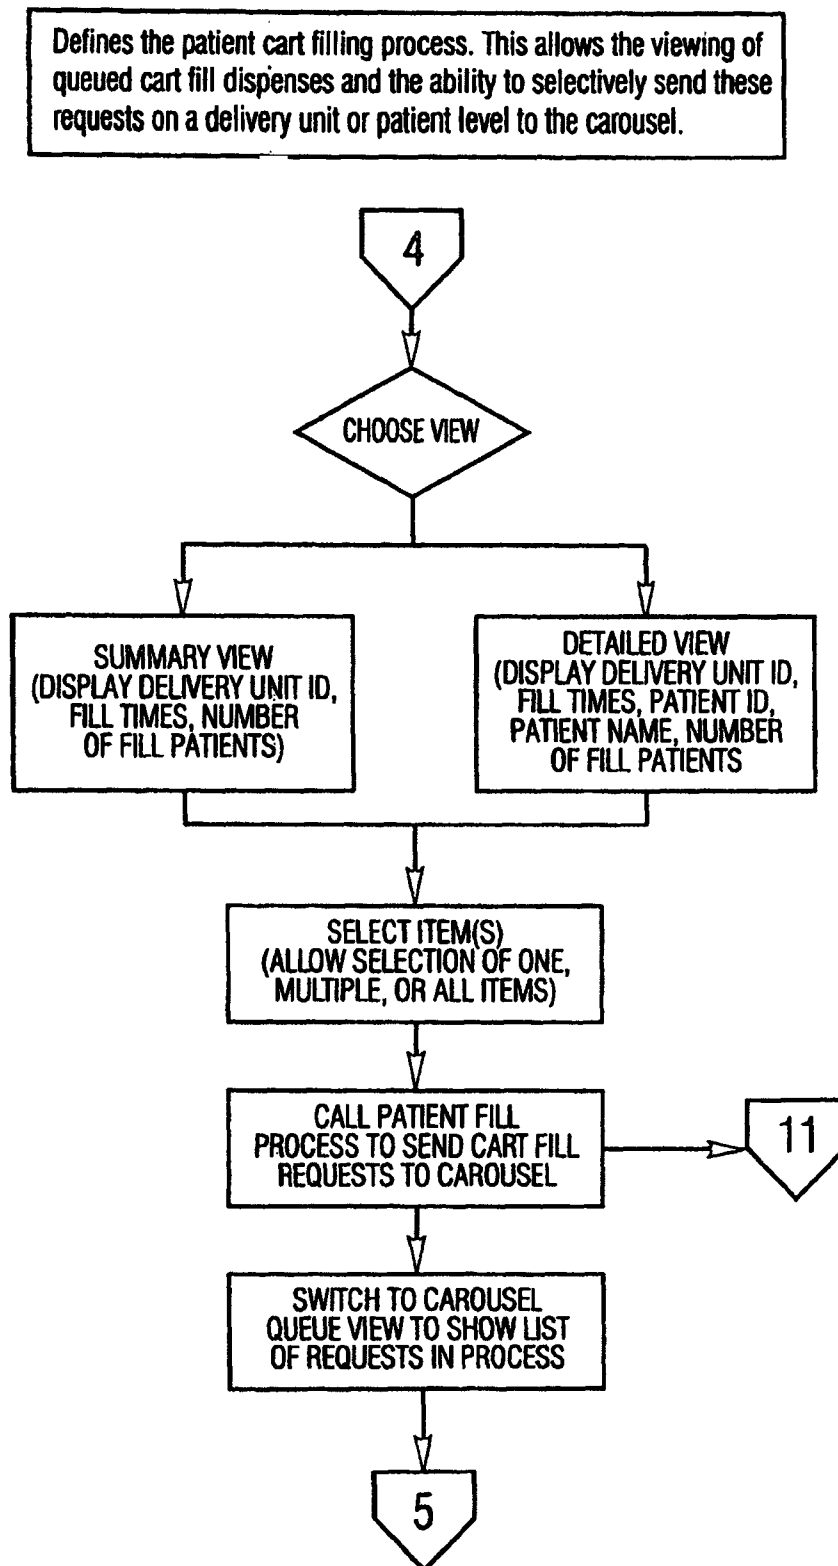 Defines the patient cart filling process. This allows the viewing of
queued cart fill dispenses and the ability to selectively send these
requests on a delivery unit or patient level to the carousel.
4
CHOOSE VIEW
SUMMARY VIEW
(DISPLAY DELIVERY UNIT ID,
FILL TIMES, NUMBER
OF FILL PATIENTS)
DETAILED VIEW
(DISPLAY DELIVERY UNIT ID,
FILL TIMES, PATIENT ID,
PATIENT NAME, NUMBER
OF FILL PATIENTS
SELECT ITEM(S)
(ALLOW SELECTION OF ONE,
MULTIPLE, OR ALL ITEMS)
CALL PATIENT FILL
PROCESS TO SEND CART FILL
REQUESTS TO CAROUSEL
11
SWITCH TO CAROUSEL
QUEUE VIEW TO SHOW LIST
OF REQUESTS IN PROCESS
5